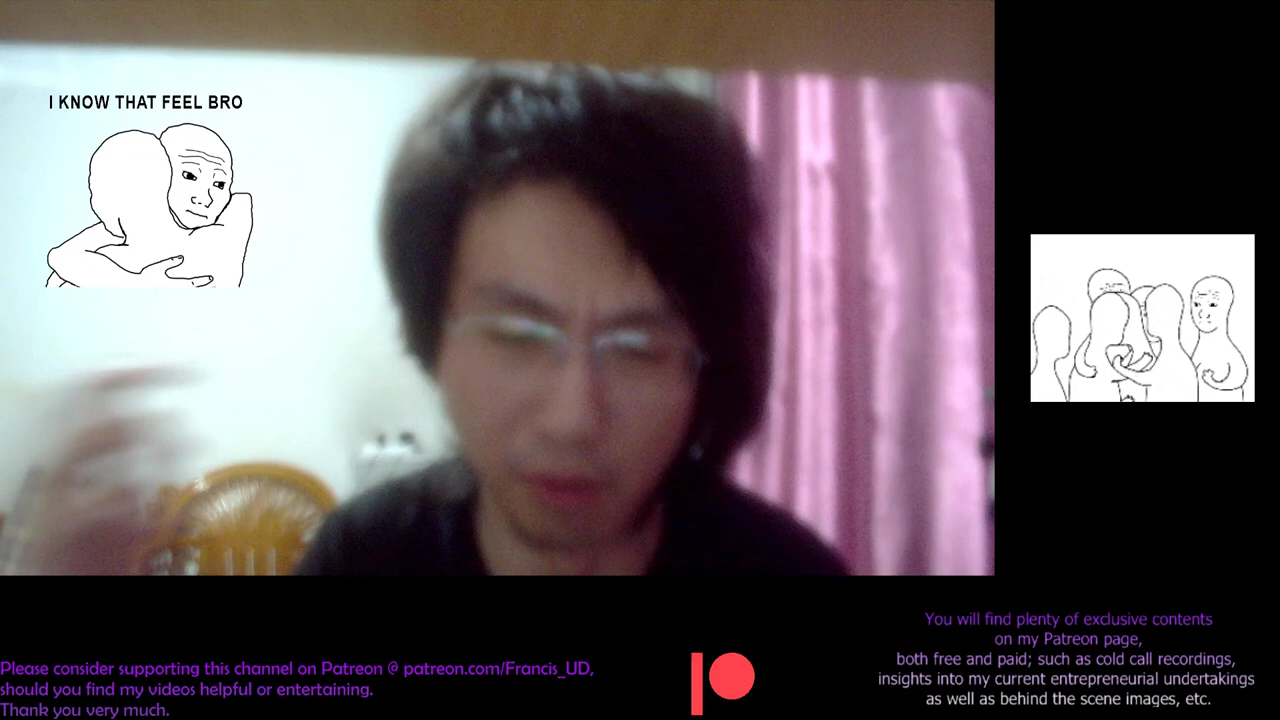 I KNOW THAT FEEL BRO
Please consider supporting this channel on Patreon @ patreon.com/Francis_UD,
should you find my videos helpful or entertaining.
Thank you very much.
You will find plenty of exclusive contents
on my Patreon page,
both free and paid; such as cold call recordings,
insights into my current entrepreneurial undertakings
as well as behind the scene images, etc.